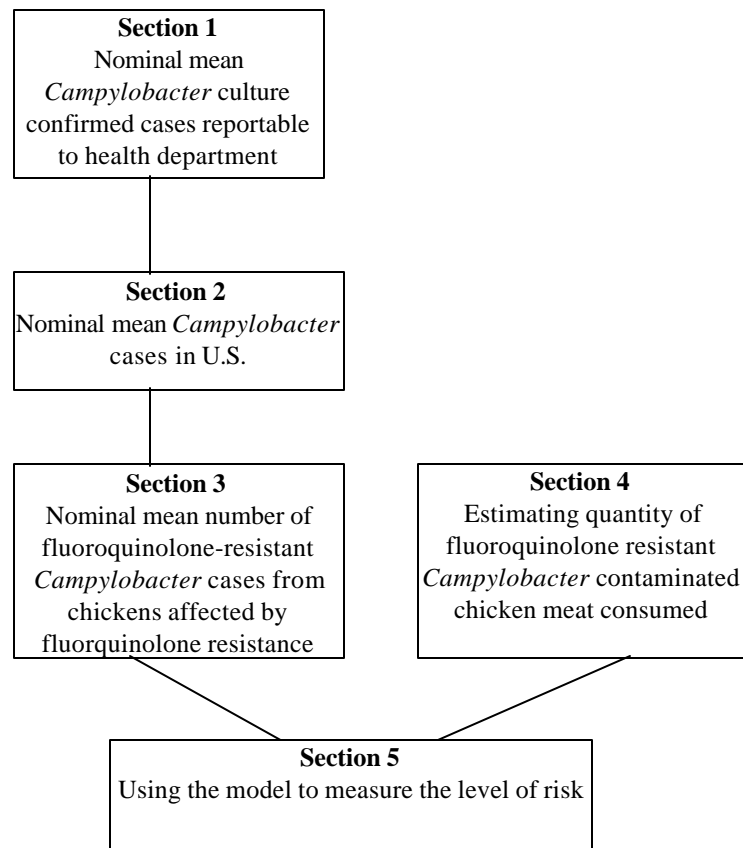 Section 1
Nominal mean
Campylobacter culture
confirmed cases reportable
to health department
Section 2
Nominal mean Campylobacter
cases in U.S.
Section 3
Nominal mean number of
fluoroquinolone-resistant
Campylobacter cases from
chickens affected by
fluorquinolone resistance
Section 4
Estimating quantity of
fluoroquinolone resistant
Campylobacter contaminated
chicken meat consumed
Section 5
Using the model to measure the level of risk